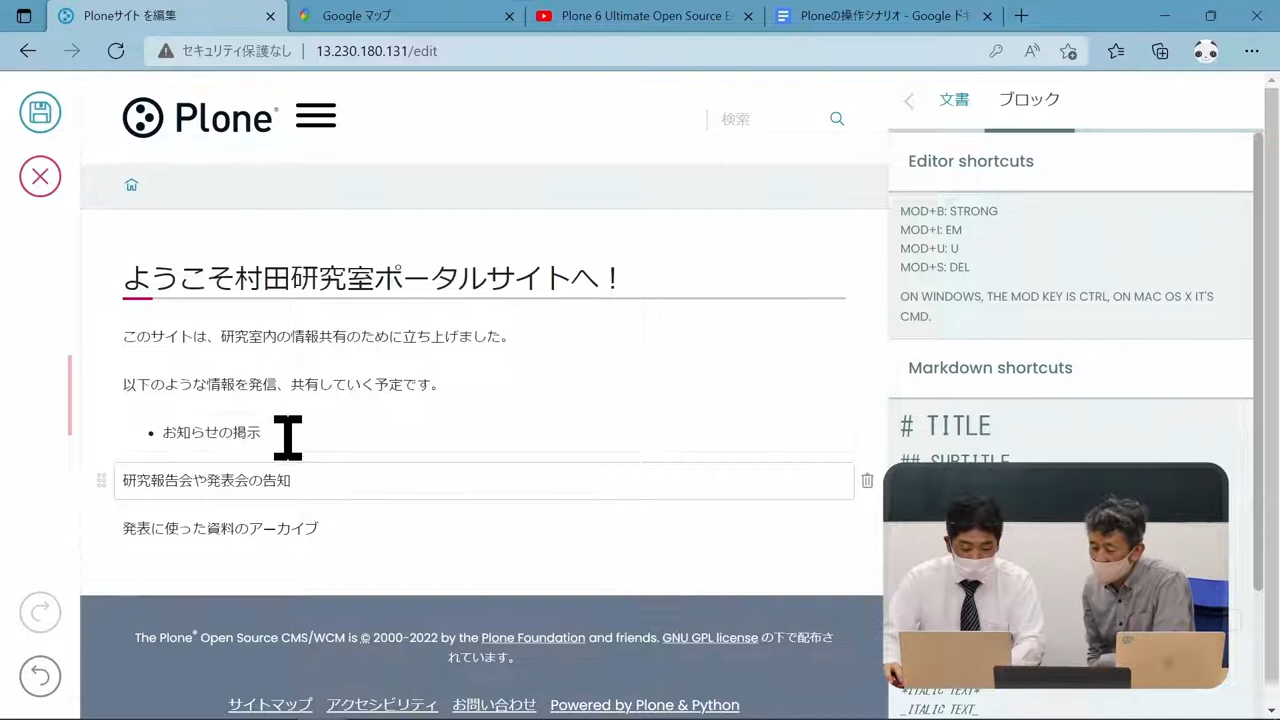 Plone サイト を編集
Google マップ
Plone 6 Ultimate Open Source E
Ploneの操作シナリオ - Google ドキ
セキュリティ保護なし
13.230.180.131/edit
Plone
検索
文書
ブロック
Editor shortcuts
MOD+B: STRONG
MOD+I: EM
MOD+U: U
MOD+S: DEL
ON WINDOWS, THE MOD KEY IS CTRL, ON MAC OS X IT'S
CMD.
Markdown shortcuts
# TITLE
## SUBTITLE
ようこそ村田研究室ポータルサイトへ！
このサイトは、研究室内の情報共有のために立ち上げました。
以下のような情報を発信、共有していく予定です。
• お知らせの掲示
研究報告会や発表会の告知
発表に使った資料のアーカイブ
The Plone® Open Source CMS/WCM is © 2000-2022 by the Plone Foundation and friends. GNU GPL license の下で配布さ
れています。
サイトマップ アクセシビリティ お問い合わせ Powered by Plone & Python
*ITALIC TEXT*
_ITALIC TEXT_